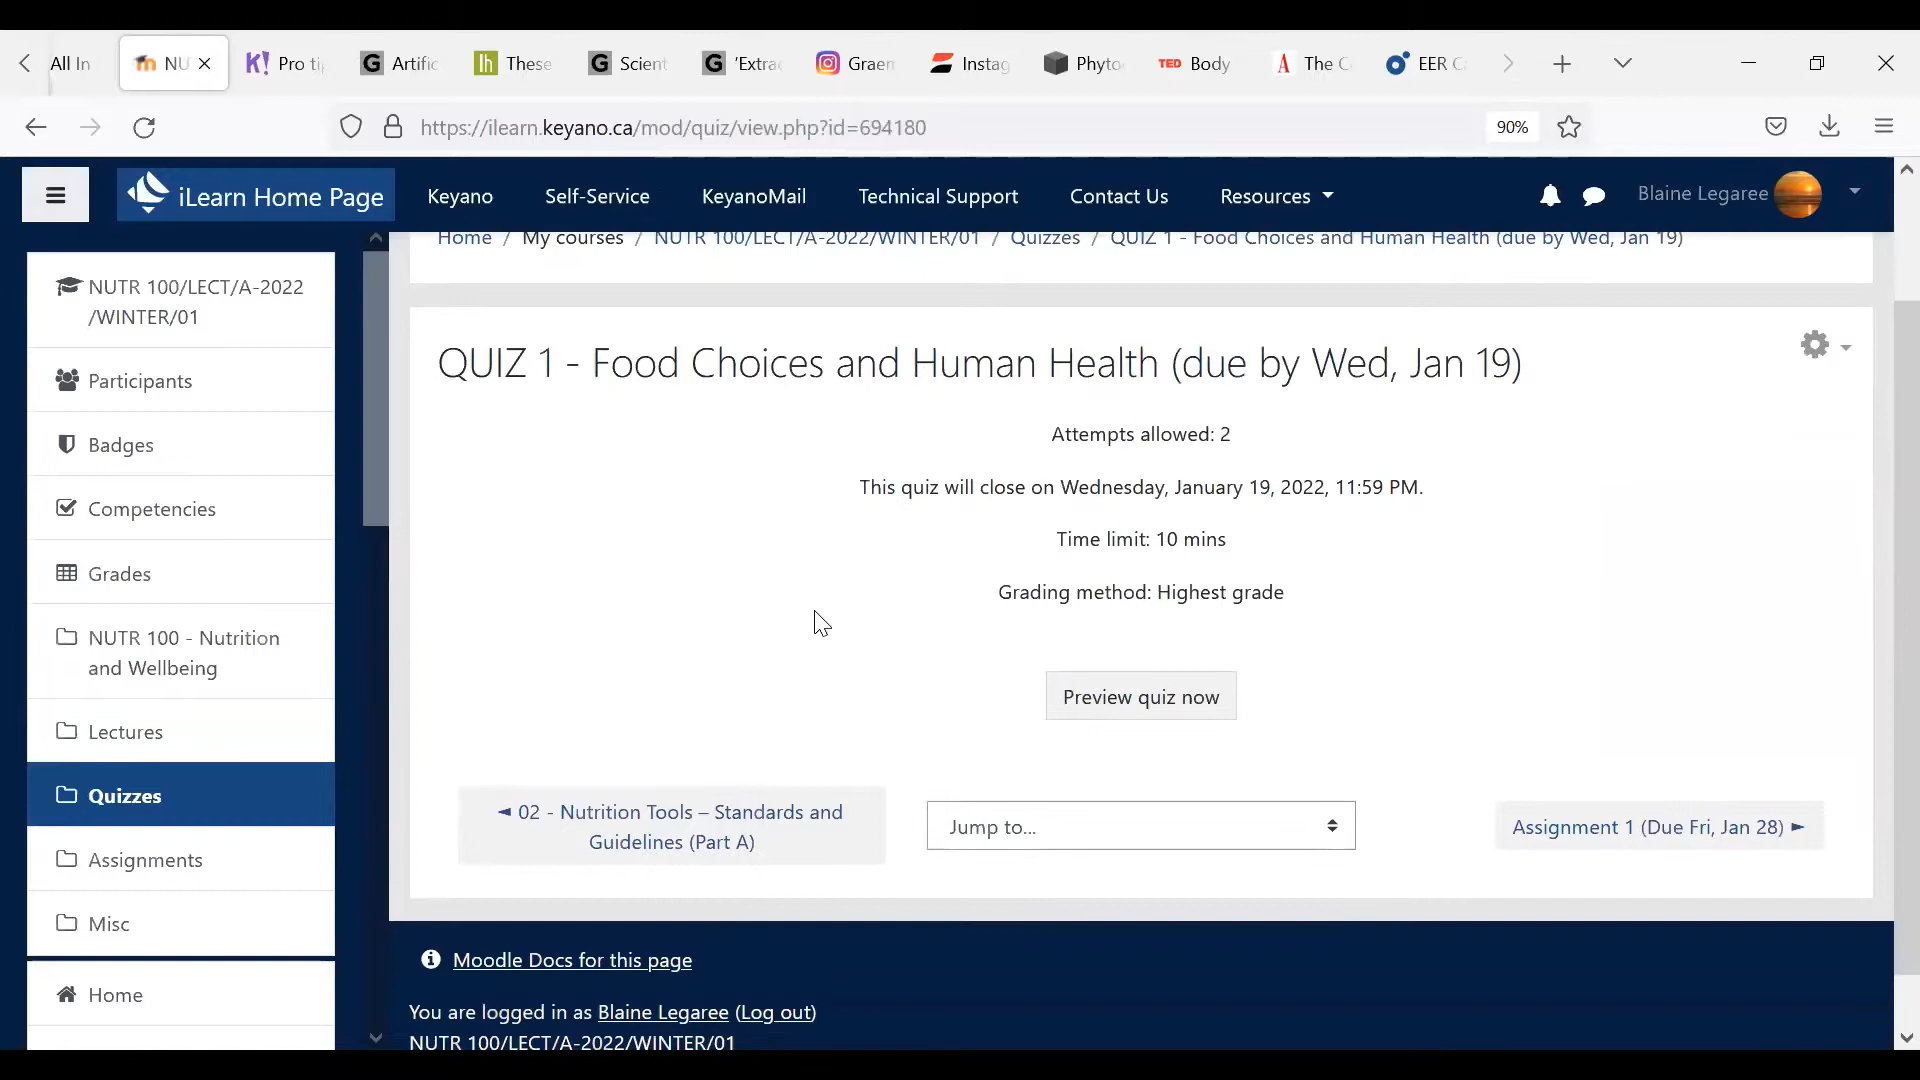 All In
NU
Pro ti
Artific
These
Scient
'Extra
Graem
Instag
Phyto
TED Body
The C
EER C
https://ilearn.keyano.ca/mod/quiz/view.php?id=694180
90%
iLearn Home Page
Keyano
Self-Service
KeyanoMail
Technical Support
Contact Us
Resources
Blaine Legaree
Home / My courses / NUTR 100/LECT/A-2022/WINTER/01 / Quizzes / QUIZ 1 - Food Choices and Human Health (due by Wed, Jan 19)
NUTR 100/LECT/A-2022
/WINTER/01
Participants
Badges
Competencies
Grades
NUTR 100 - Nutrition
and Wellbeing
Lectures
Quizzes
Assignments
Misc
Home
QUIZ 1 - Food Choices and Human Health (due by Wed, Jan 19)
Attempts allowed: 2
This quiz will close on Wednesday, January 19, 2022, 11:59 PM.
Time limit: 10 mins
Grading method: Highest grade
Preview quiz now
◄ 02 - Nutrition Tools – Standards and
Guidelines (Part A)
Jump to...
Assignment 1 (Due Fri, Jan 28) ►
Moodle Docs for this page
You are logged in as Blaine Legaree (Log out)
NUTR 100/LECT/A-2022/WINTER/01